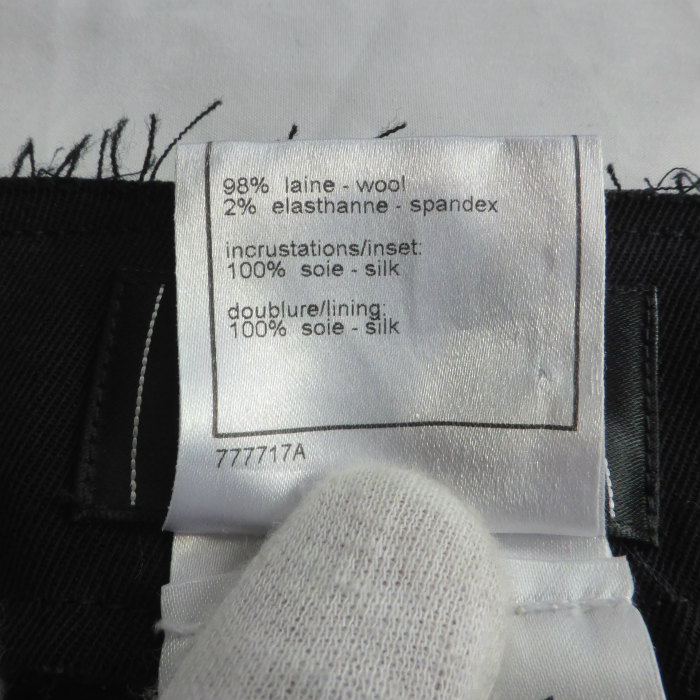 98% laine - wool
2% elasthanne - spandex
incrustations/inset:
100% soie - silk
doublure/lining:
100% soie - silk
777717A